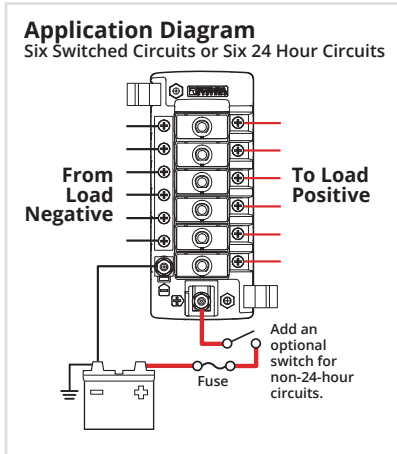 Application Diagram
Six Switched Circuits or Six 24 Hour Circuits
From
Load
Negative
To Load
Positive
Add an
optional
switch for
non-24-hour
circuits.
Fuse